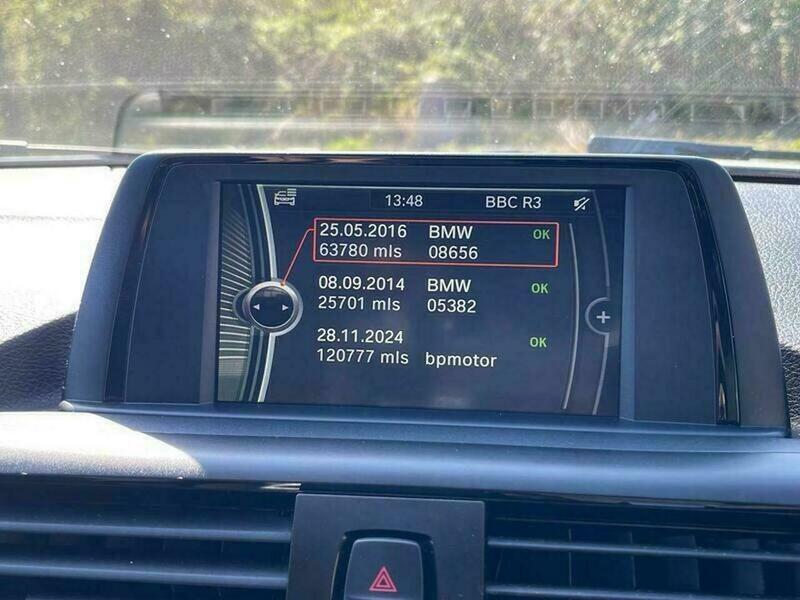 13:48 BBC R3
25.05.2016 BMW OK
63780 mls 08656
08.09.2014 BMW OK
25701 mls 05382
28.11.2024 OK
120777 mls bpmotor